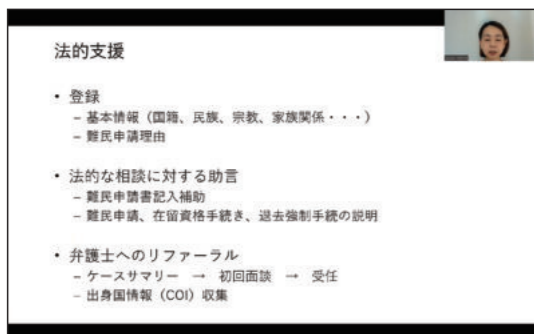 法的支援
• 登録
– 基本情報（国籍、民族、宗教、家族関係・・・）
– 難民申請理由
• 法的な相談に対する助言
– 難民申請書記入補助
– 難民申請、在留資格手続き、退去強制手続の説明
• 弁護士へのリファーラル
– ケースサマリー → 初回面談 → 受任
– 出身国情報（COI）収集